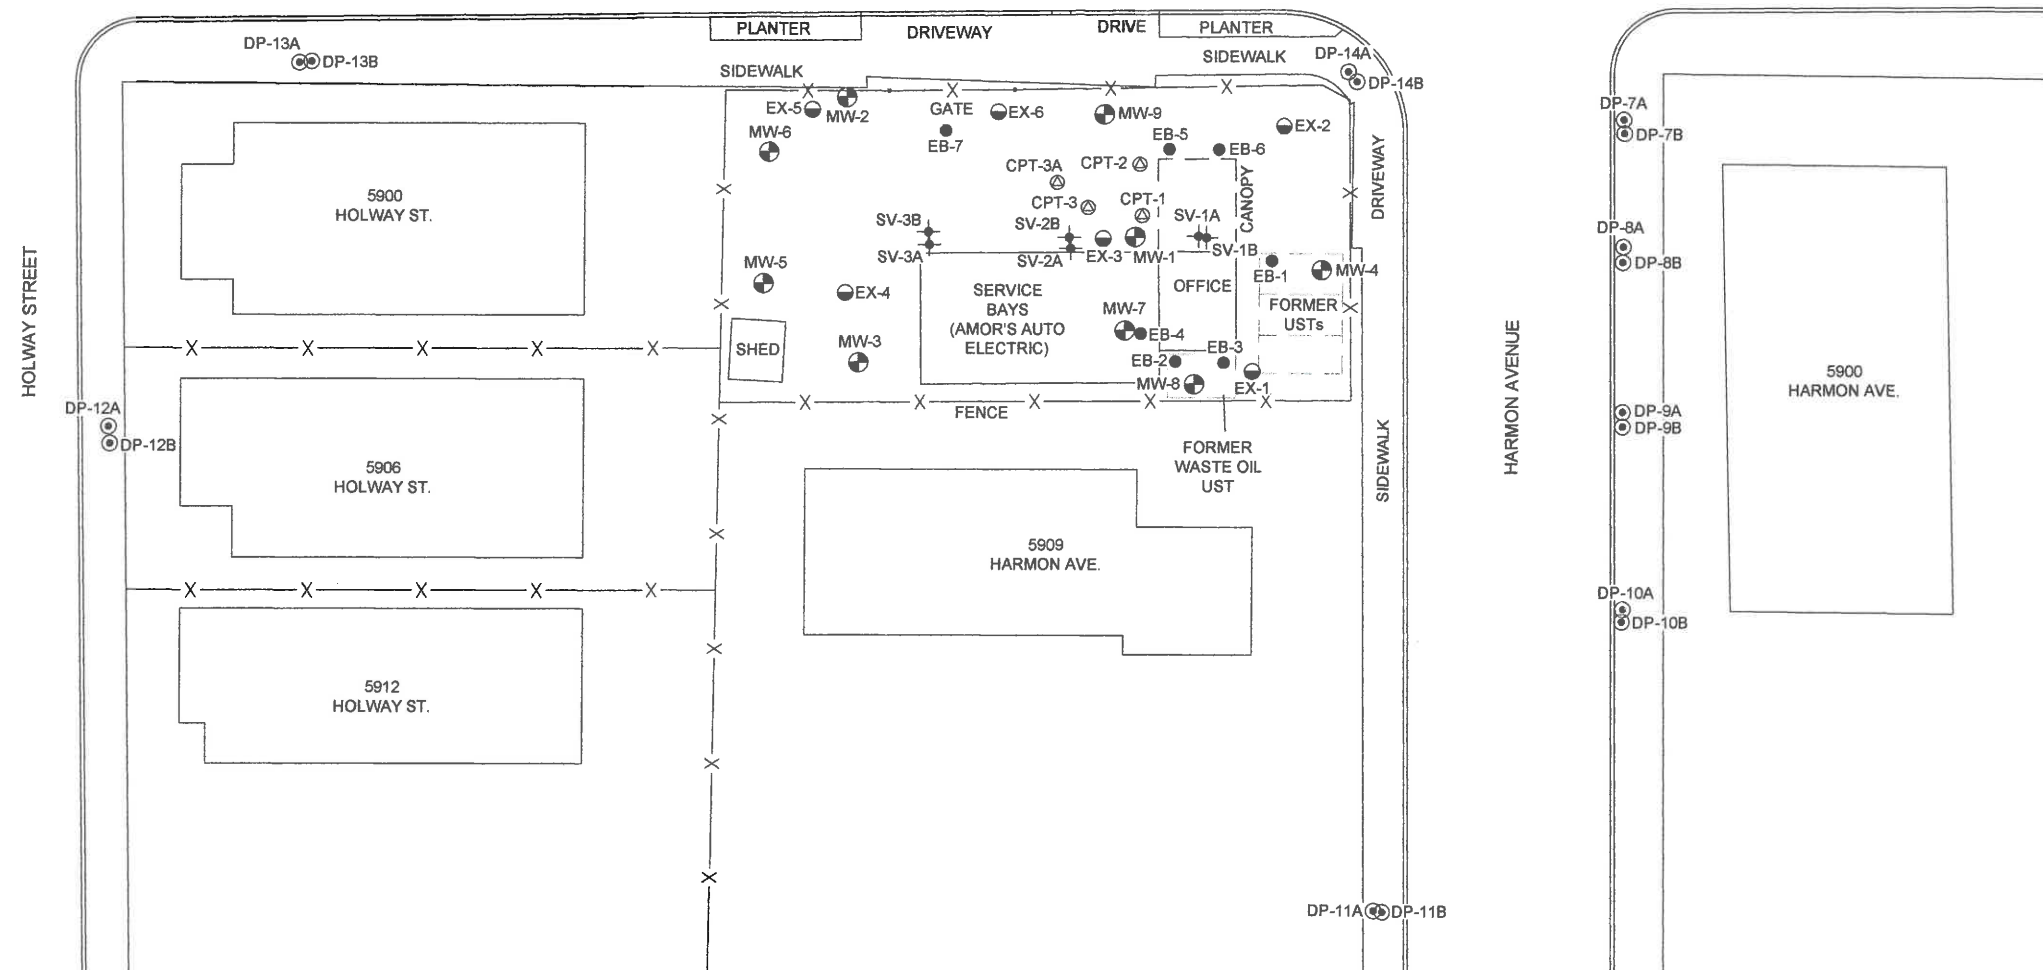 PLANTER
DRIVEWAY
DRIVE
PLANTER
DP-13A
DP-13B
SIDEWALK
SIDEWALK
DP-14A
DP-14B
EX-5
MW-2
GATE
EX-6
MW-9
EX-2
DP-7A
DP-7B
MW-6
EB-7
EB-5
EB-6
CPT-3A
CPT-2
CANOPY
DRIVEWAY
5900
HOLWAY ST.
CPT-3
CPT-1
SV-3B
SV-2B
SV-1A
SV-3A
SV-2A
EX-3
MW-1
SV-1B
DP-8A
DP-8B
MW-5
EX-4
EB-1
MW-4
HOLWAY STREET
SERVICE
BAYS
(AMOR'S AUTO
ELECTRIC)
OFFICE
FORMER
USTs
MW-7
EB-4
SHED
MW-3
EB-2
EB-3
MW-8
EX-1
HARMON AVENUE
5900
HARMON AVE.
FENCE
DP-12A
DP-12B
DP-9A
DP-9B
FORMER
WASTE OIL
UST
SIDEWALK
5906
HOLWAY ST.
5909
HARMON AVE.
DP-10A
DP-10B
5912
HOLWAY ST.
DP-11A
DP-11B